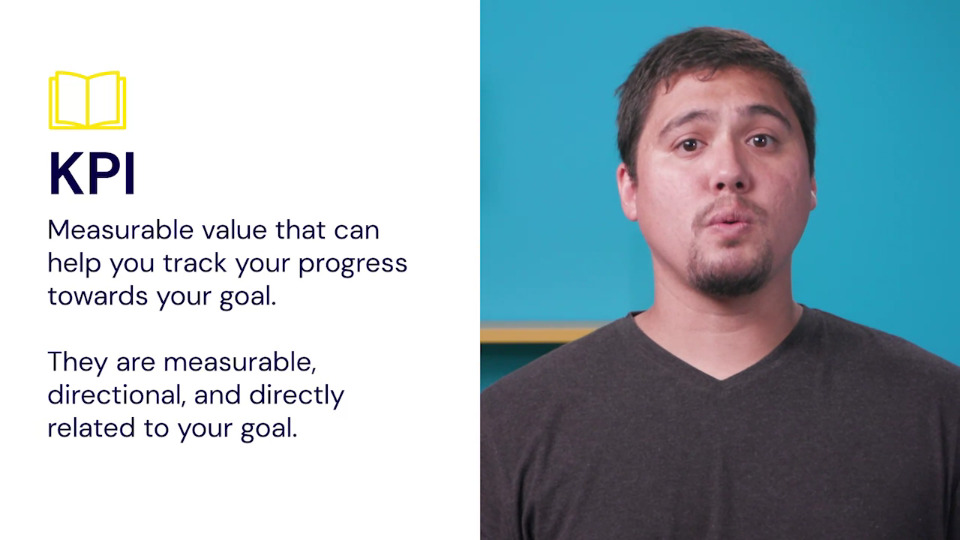 KPI
Measurable value that can
help you track your progress
towards your goal.
They are measurable,
directional, and directly
related to your goal.